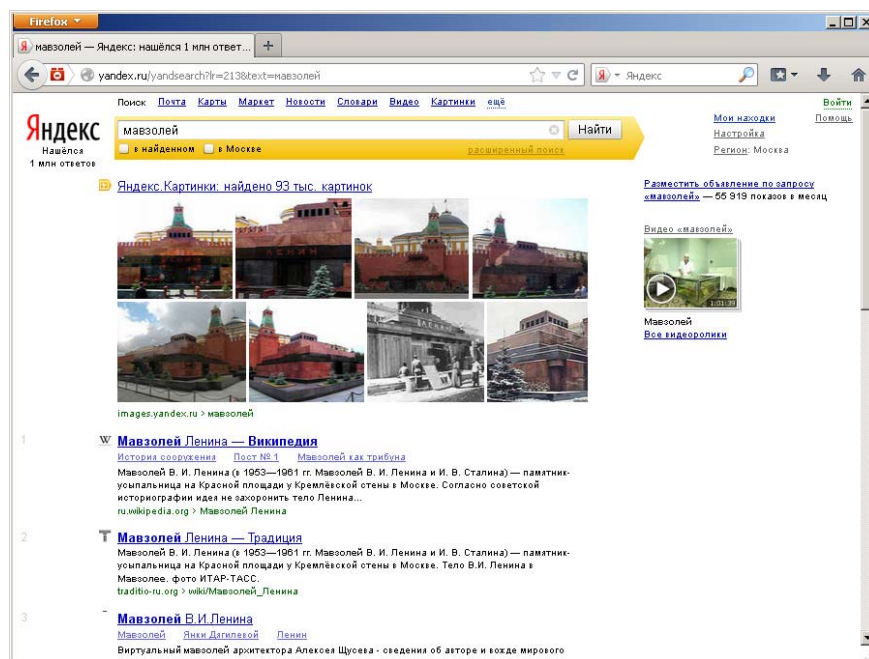 Firefox
мавзолей — Яндекс: нашёлся 1 млн ответ...
yandex.ru/yandsearch?lr=213&text=мавзолей
Яндекс
Поиск Почта Карты Маркет Новости Словари Видео Картинки ещё
Войти
Яндекс
мавзолей
Найти
Мои находки
Помощь
Нашёлся
1 млн ответов
в найденном
в Москве
расширенный поиск
Настройка
Регион: Москва
Яндекс.Картинки: найдено 93 тыс. картинок
Разместить объявление по запросу
«мавзолей» — 55 919 показов в месяц
Видео «мавзолей»
ЛЕНИН
ЛЕНИНЪ
1:01:39
Мавзолей
Все видеоролики
images.yandex.ru > мавзолей
1
W Мавзолей Ленина — Википедия
История сооружения Пост № 1 Мавзолей как трибуна
Мавзолей В. И. Ленина (в 1953—1961 гг. Мавзолей В. И. Ленина и И. В. Сталина) — памятник-
усыпальница на Красной площади у Кремлёвской стены в Москве. Согласно советской
историографии идея не захоронить тело Ленина...
ru.wikipedia.org > Мавзолей Ленина
2
T Мавзолей Ленина — Традиция
Мавзолей В. И. Ленина (в 1953—1961 гг. Мавзолей В. И. Ленина и И. В. Сталина) — памятник-
усыпальница на Красной площади у Кремлёвской стены в Москве. Тело В.И. Ленина в
Мавзолее. фото ИТАР-ТАСС.
traditio-ru.org > wiki/Мавзолей_Ленина
3
Мавзолей В.И.Ленина
Мавзолей Янки Дягилевой Ленин
Виртуальный мавзолей архитектора Алексея Щусева - сведения об авторе и вожде мирового